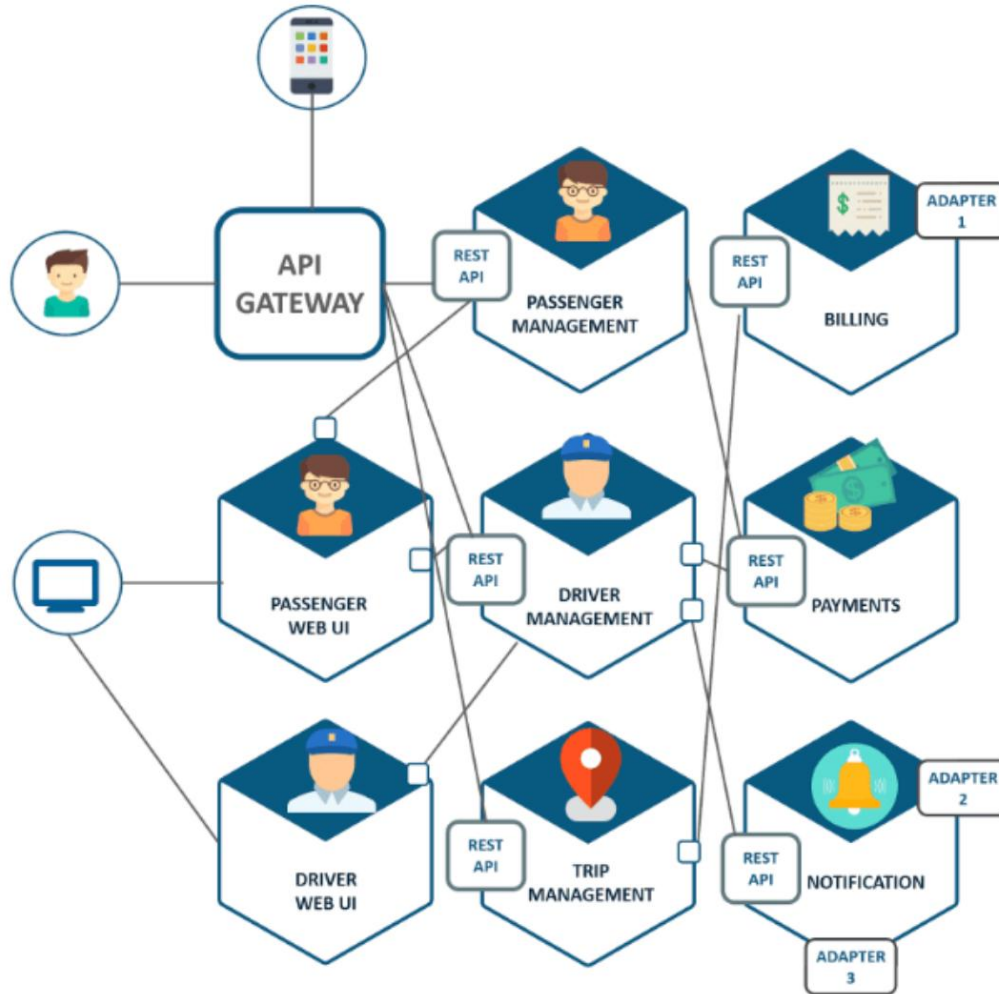 API
GATEWAY
REST
API
PASSENGER
MANAGEMENT
REST
API
BILLING
ADAPTER
1
PASSENGER
WEB UI
REST
API
DRIVER
MANAGEMENT
REST
API
PAYMENTS
DRIVER
WEB UI
REST
API
TRIP
MANAGEMENT
REST
API
NOTIFICATION
ADAPTER
2
ADAPTER
3